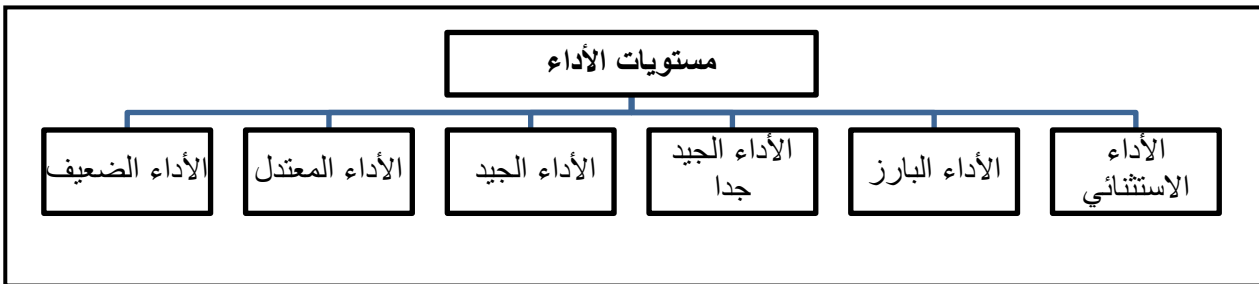 مستويات الأداء
الأداء
الاستثنائي
الأداء البارز
الأداء الجيد
جدا
الأداء الجيد
الأداء المعتدل
الأداء الضعيف